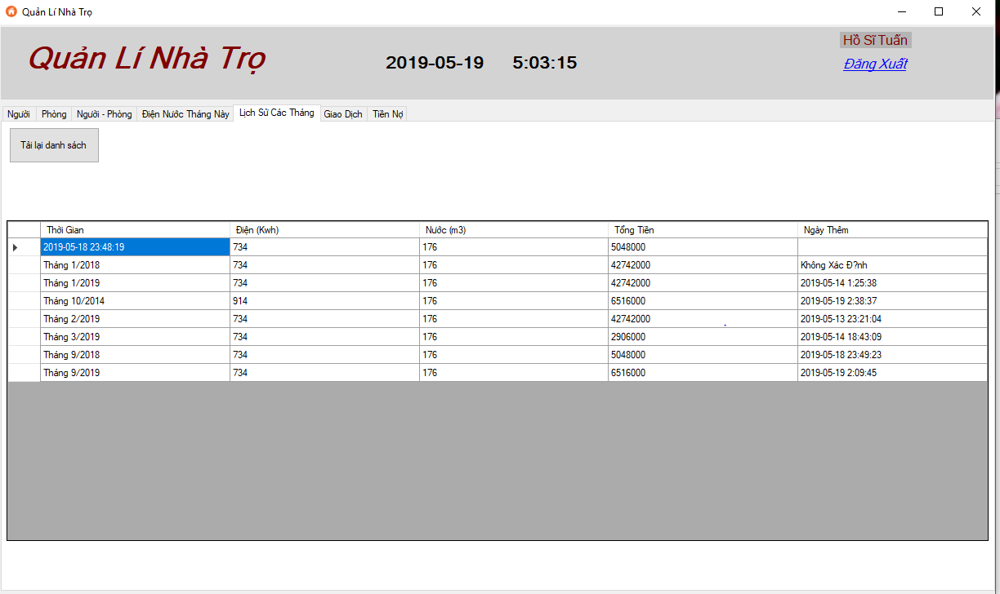 Quản Lí Nhà Trọ
Quản Lí Nhà Trọ 2019-05-19 5:03:15 Hồ Sĩ Tuấn
Đăng Xuất
Người Phòng Người - Phòng Điện Nước Tháng Này Lịch Sử Các Tháng Giao Dịch Tiền Nợ
Tải lại danh sách
Thời Gian Điện (Kwh) Nước (m3) Tổng Tiền Ngày Thêm
2019-05-18 23:48:19 734 176 5048000
Tháng 1/2018 734 176 42742000 Không Xác Đ?nh
Tháng 1/2019 734 176 42742000 2019-05-14 1:25:38
Tháng 10/2014 914 176 6516000 2019-05-19 2:38:37
Tháng 2/2019 734 176 42742000 2019-05-13 23:21:04
Tháng 3/2019 734 176 2906000 2019-05-14 18:43:09
Tháng 9/2018 734 176 5048000 2019-05-18 23:49:23
Tháng 9/2019 734 176 6516000 2019-05-19 2:09:45